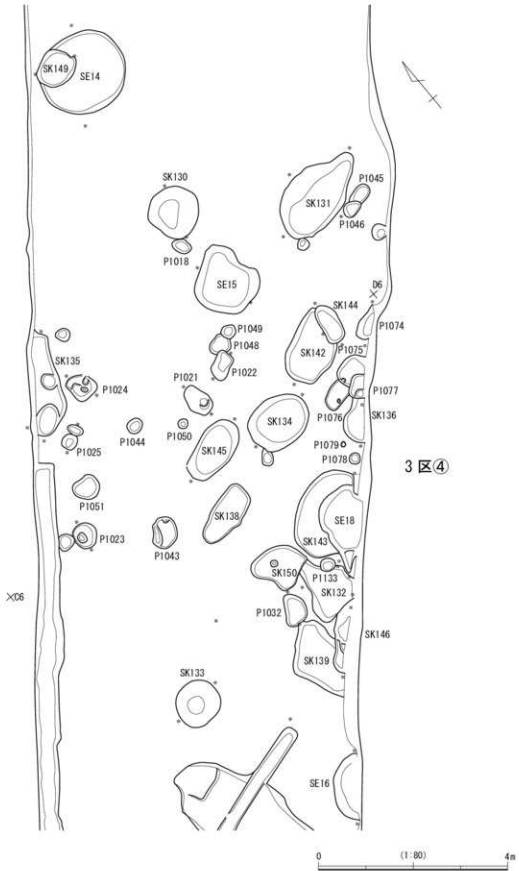 SK149
SE14
SK130
SK131
P1045
P1046
P1018
SE15
D6
P1074
SK144
P1049
P1048
P1022
SK142
P1075
SK135
P1024
P1021
P1077
P1076
SK136
SK134
P1044
P1050
P1025
P1079
P1078
SK145
3区④
P1051
SK138
SE18
P1023
P1043
SK143
P1133
SK150
SK132
C6
P1032
SK146
SK139
SK133
SE16
0 (1:80) 4m